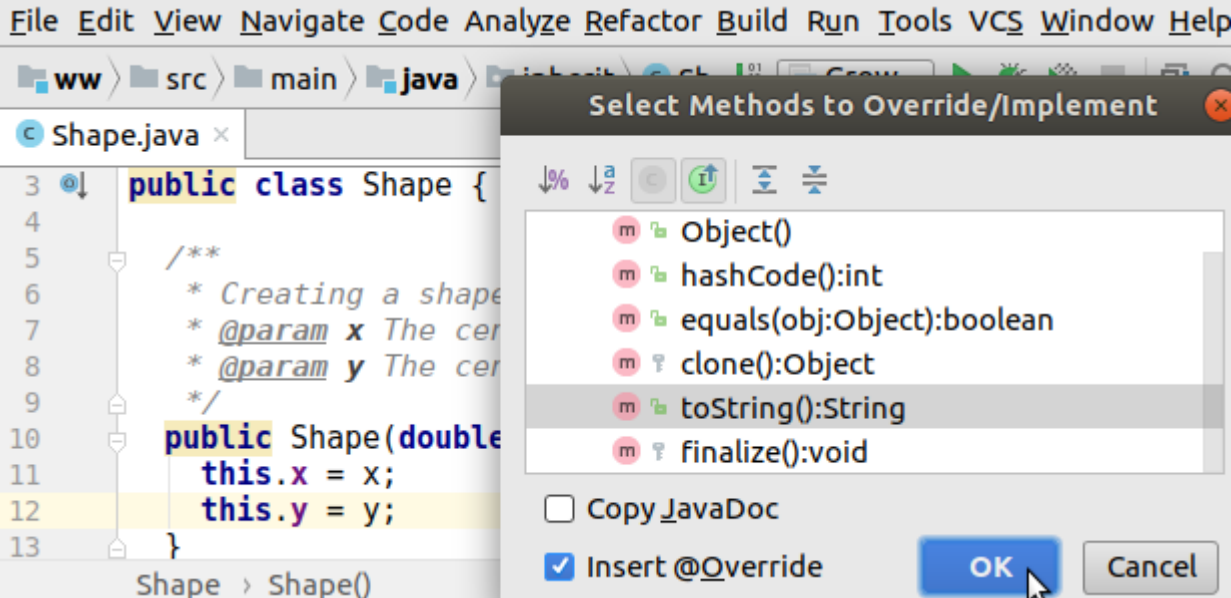 File Edit View Navigate Code Analyze Refactor Build Run Tools VCS Window Help
ww src main java
Select Methods to Override/Implement
Shape.java
3 public class Shape {
4
5 /**
6 * Creating a shape
7 * @param x The cer
8 * @param y The cer
9 */
10 public Shape(double
11 this.x = x;
12 this.y = y;
13 }
Shape › Shape()
Object()
hashCode():int
equals(obj:Object):boolean
clone():Object
toString():String
finalize():void
Copy JavaDoc
Insert @Override
OK
Cancel